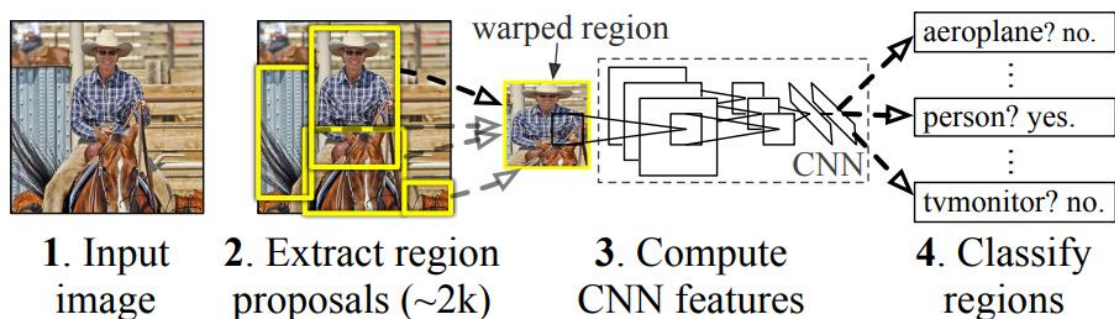 warped region
aeroplane? no.
person? yes.
CNN
tvmonitor? no.
1. Input
image
2. Extract region
proposals (~2k)
3. Compute
CNN features
4. Classify
regions